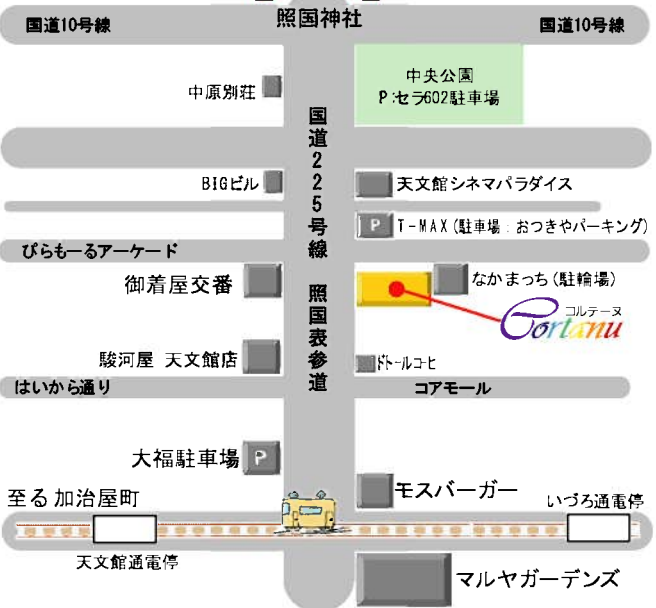 照国神社
国道10号線
国道10号線
中央公園
P:セラ602駐車場
中原別荘
国道225号線 照国表参道
BIGビル
天文館シネマパラダイス
P
T-MAX(駐車場:おつきやパーキング)
ぴらもーるアーケード
御着屋交番
なかまっち(駐輪場)
コルテーヌ
Cortanu
駿河屋 天文館店
ドトールコーヒ
はいから通り
コアモール
大福駐車場
P
モスバーガー
至る加治屋町
いづろ通電停
天文館通電停
マルヤガーデンズ